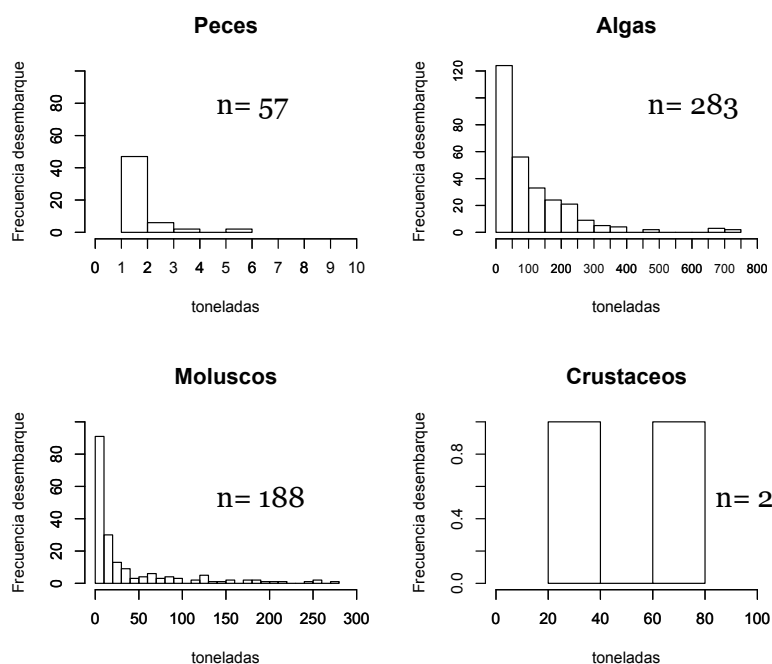 Peces
Frecuencia desembarque
0 20 40 60 80
n= 57
0 1 2 3 4 5 6 7 8 9 10
toneladas
Algas
Frecuencia desembarque
0 20 40 60 80 120
n= 283
0 100 200 300 400 500 600 700 800
toneladas
Moluscos
Frecuencia desembarque
0 20 40 60 80
n= 188
0 50 100 150 200 250 300
toneladas
Crustaceos
Frecuencia desembarque
0.0 0.4 0.8
n= 2
0 20 40 60 80 100
toneladas